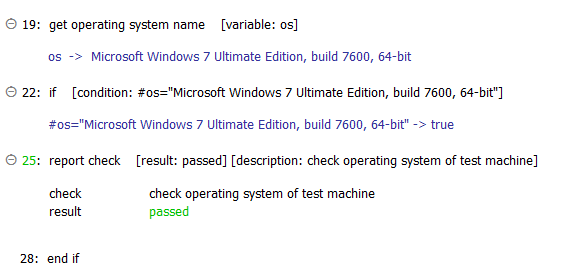 19: get operating system name [variable: os]
os -> Microsoft Windows 7 Ultimate Edition, build 7600, 64-bit
22: if [condition: #os="Microsoft Windows 7 Ultimate Edition, build 7600, 64-bit"]
#os="Microsoft Windows 7 Ultimate Edition, build 7600, 64-bit" -> true
25: report check [result: passed] [description: check operating system of test machine]
check check operating system of test machine
result passed
28: end if